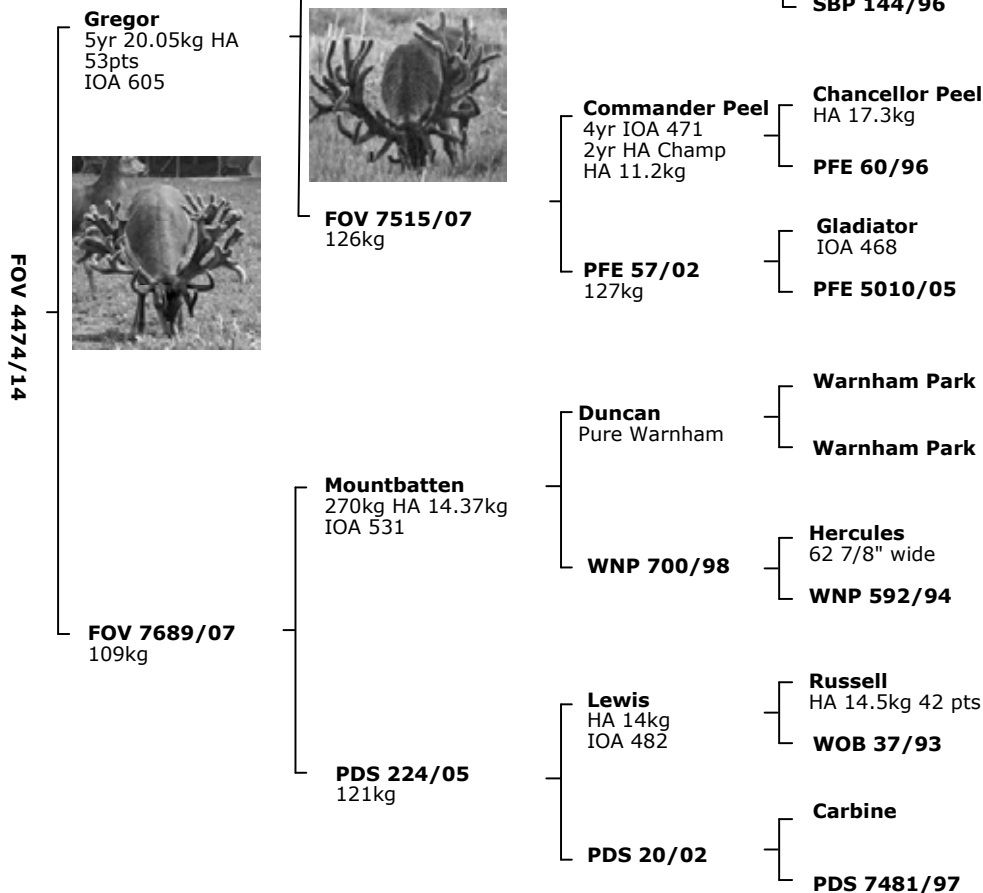 SBP 144/96
Gregor
5yr 20.05kg HA
53pts
IOA 605
Commander Peel
4yr IOA 471
2yr HA Champ
HA 11.2kg
Chancellor Peel
HA 17.3kg
PFE 60/96
FOV 7515/07
126kg
Gladiator
IOA 468
PFE 57/02
127kg
PFE 5010/05
FOV 4474/14
Warnham Park
Duncan
Pure Warnham
Warnham Park
Mountbatten
270kg HA 14.37kg
IOA 531
Hercules
62 7/8" wide
WNP 700/98
WNP 592/94
FOV 7689/07
109kg
Russell
HA 14.5kg 42 pts
Lewis
HA 14kg
IOA 482
WOB 37/93
PDS 224/05
121kg
Carbine
PDS 20/02
PDS 7481/97